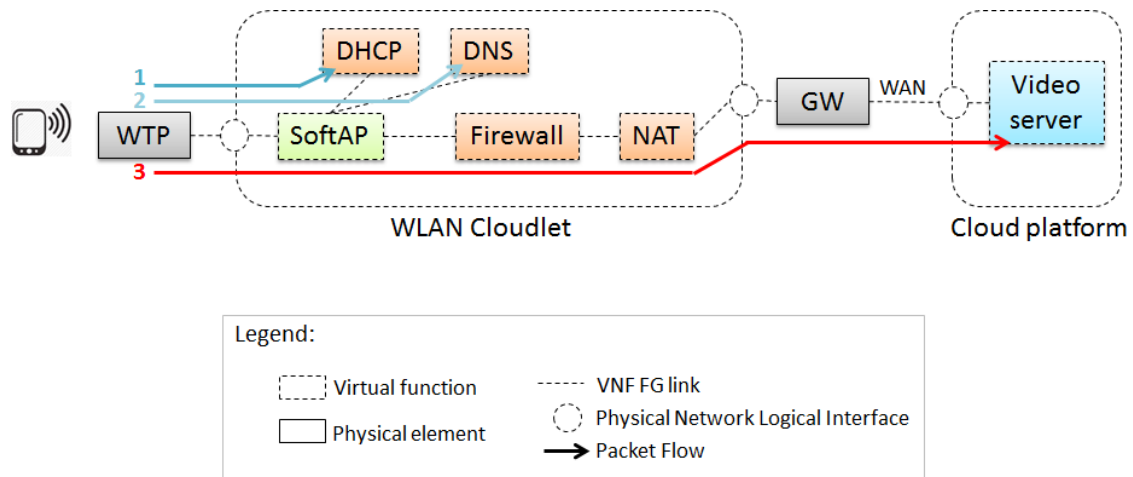 DHCP
DNS
1
2
WTP
SoftAP
Firewall
NAT
GW
WAN
Video
server
3
WLAN Cloudlet
Cloud platform
Legend:
Virtual function
VNF FG link
Physical Network Logical Interface
Physical element
Packet Flow